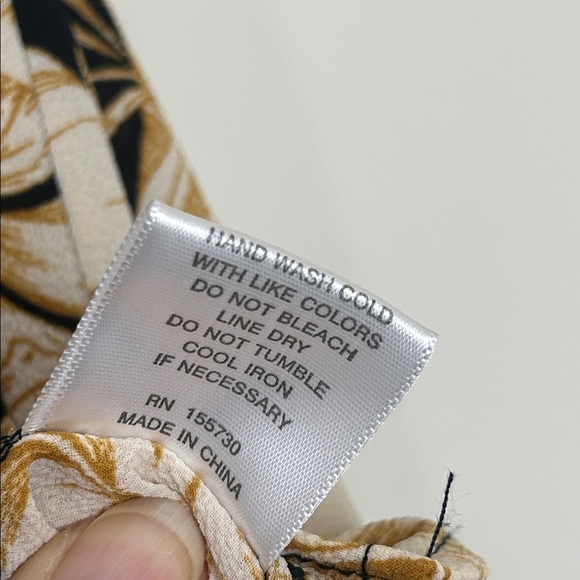 HAND WASH COLD
WITH LIKE COLORS
DO NOT BLEACH
LINE DRY
DO NOT TUMBLE
COOL IRON
IF NECESSARY
RN 155730
MADE IN CHINA